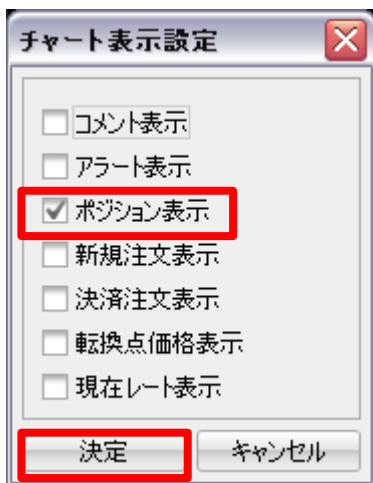 チャート表示設定
コメント表示
アラート表示
ポジション表示
新規注文表示
決済注文表示
転換点価格表示
現在レート表示
決定
キャンセル